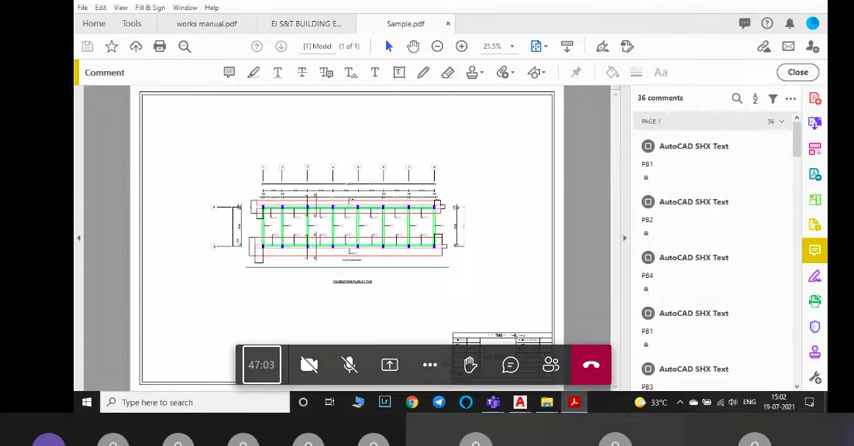 File Edit View Fill & Sign Window Help
Home Tools works manual.pdf EI S&T BUILDING E... Sample.pdf ×
[1] Model (1 of 1) 21.5%
Comment Close
36 comments
PAGE 1 36
AutoCAD SHX Text
PB1
AutoCAD SHX Text
PB2
AutoCAD SHX Text
PB4
AutoCAD SHX Text
PB1
AutoCAD SHX Text
PB3
47:03
Type here to search
33°C ENG 15:02
19-07-2021